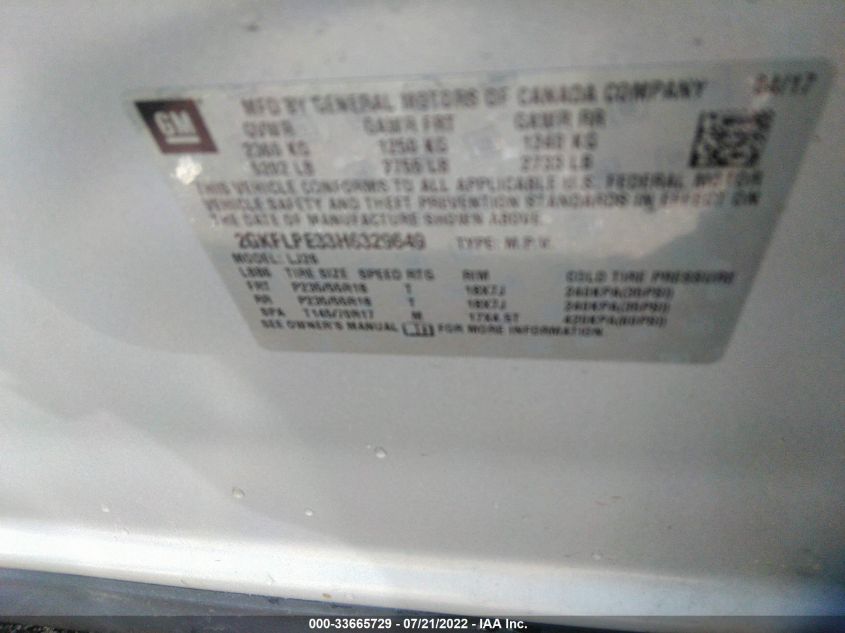 GM
MFD BY GENERAL MOTORS OF CANADA COMPANY 04/17
GVWR GAWR FRT GAWR RR
2360 KG 1250 KG 1240 KG
5202 LB 2756 LB 2733 LB
THIS VEHICLE CONFORMS TO ALL APPLICABLE U.S. FEDERAL MOTOR
VEHICLE SAFETY AND THEFT PREVENTION STANDARDS IN EFFECT ON
THE DATE OF MANUFACTURE SHOWN ABOVE.
2GKFLPE33H6329649 TYPE: M.P.V.
MODEL: LJ26
TIRE SIZE SPEED RTG RIM COLD TIRE PRESSURE
FRT P235/55R18 T 18X7J 240KPA(35PSI)
RR P235/55R18 T 18X7J 240KPA(35PSI)
SPA T145/70R17 M 17X4.5T 420KPA(60PSI)
SEE OWNER'S MANUAL FOR MORE INFORMATION
000-33665729 / 07/21/2022 - IAA Inc.